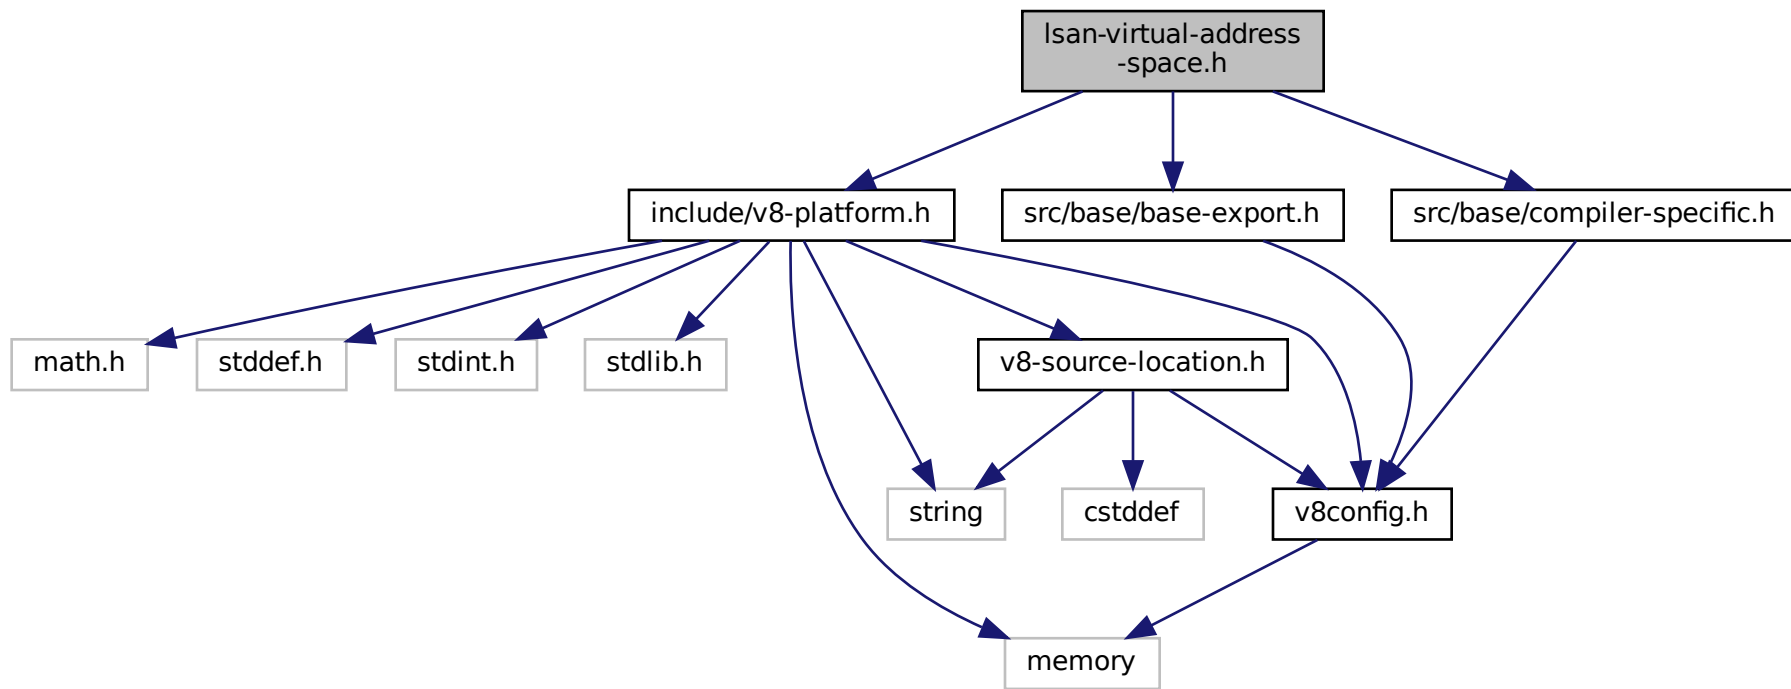 lsan-virtual-address
-space.h
include/v8-platform.h
src/base/base-export.h
src/base/compiler-specific.h
math.h
stddef.h
stdint.h
stdlib.h
v8-source-location.h
string
cstddef
v8config.h
memory